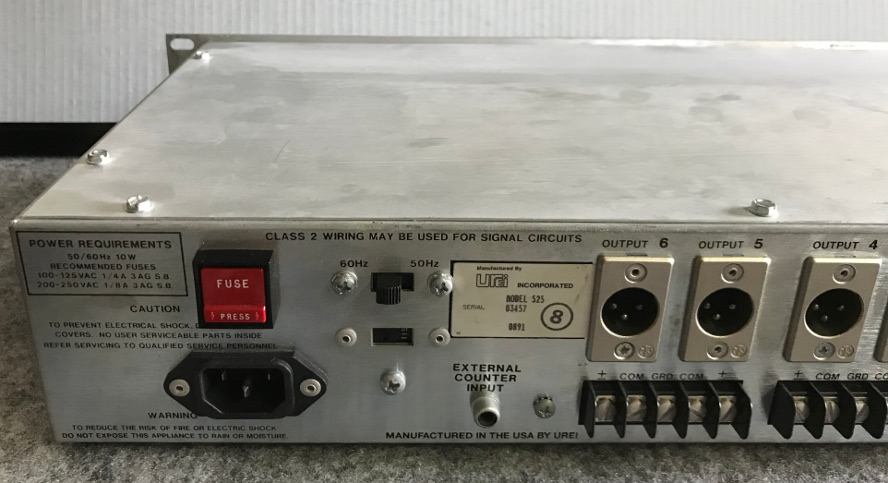 POWER REQUIREMENTS
50/60Hz 10W
RECOMMENDED FUSES
100-125VAC 1/4A 3AG S.B.
200-250VAC 1/8A 3AG S.B.
FUSE
PRESS
CAUTION
TO PREVENT ELECTRICAL SHOCK,
COVERS. NO USER SERVICEABLE PARTS INSIDE
REFER SERVICING TO QUALIFIED SERVICE PERSONNEL
WARNING
TO REDUCE THE RISK OF FIRE OR ELECTRIC SHOCK
DO NOT EXPOSE THIS APPLIANCE TO RAIN OR MOISTURE.
CLASS 2 WIRING MAY BE USED FOR SIGNAL CIRCUITS
60Hz 50Hz
Manufactured By
UREI INCORPORATED
MODEL 525
SERIAL 03457
8
0891
EXTERNAL
COUNTER
INPUT
MANUFACTURED IN THE USA BY UREI
OUTPUT 6 OUTPUT 5 OUTPUT 4
+ COM GRD COM + + COM GRD